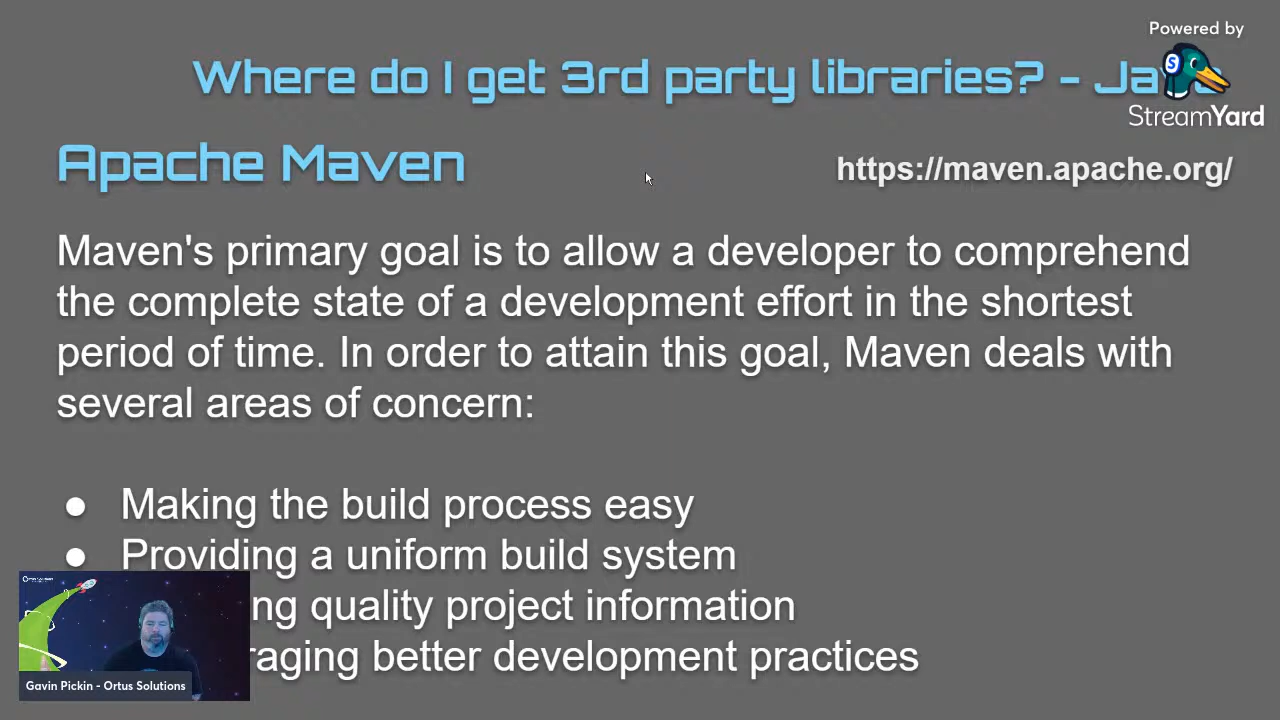 Powered by
StreamYard
Where do I get 3rd party libraries? -
Apache Maven
https://maven.apache.org/
Maven's primary goal is to allow a developer to comprehend
the complete state of a development effort in the shortest
period of time. In order to attain this goal, Maven deals with
several areas of concern:
● Making the build process easy
● Providing a uniform build system
quality project information
better development practices
Gavin Pickin - Ortus Solutions